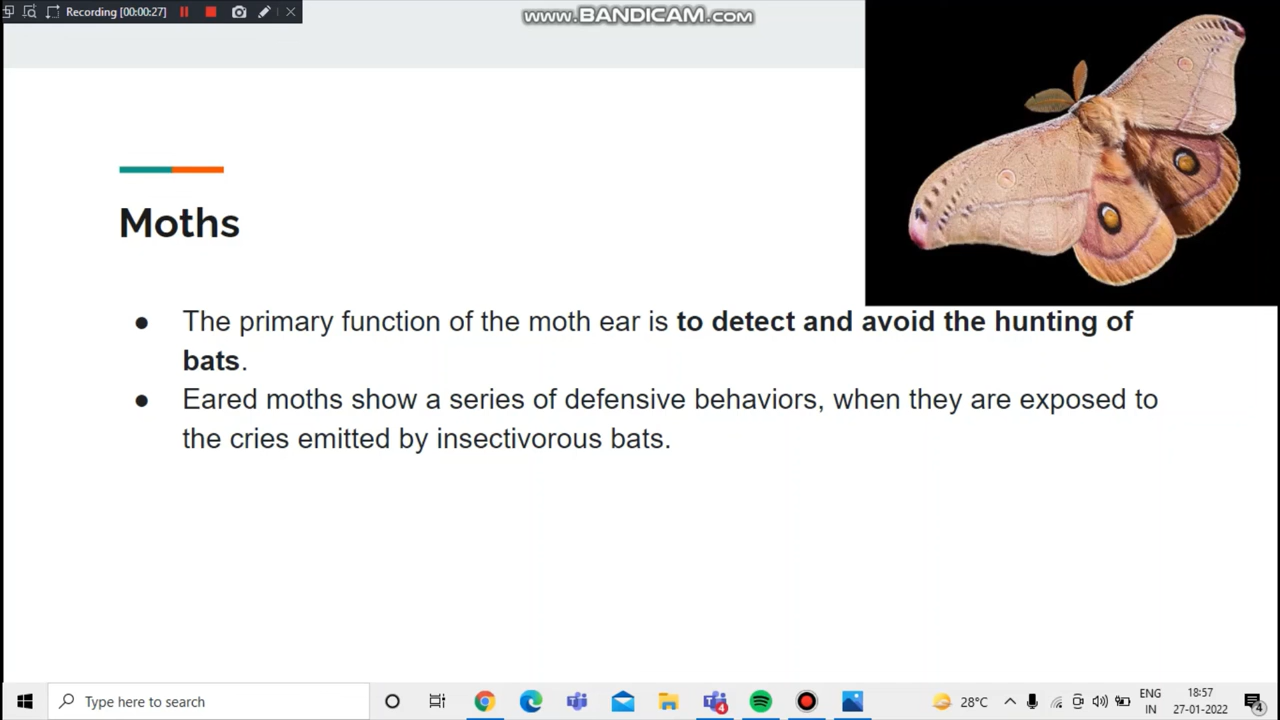 Recording [00:00:27]
www.BANDICAM.com
Moths
● The primary function of the moth ear is to detect and avoid the hunting of
bats.
● Eared moths show a series of defensive behaviors, when they are exposed to
the cries emitted by insectivorous bats.
Type here to search
4
28°C
ENG
IN
18:57
27-01-2022
4